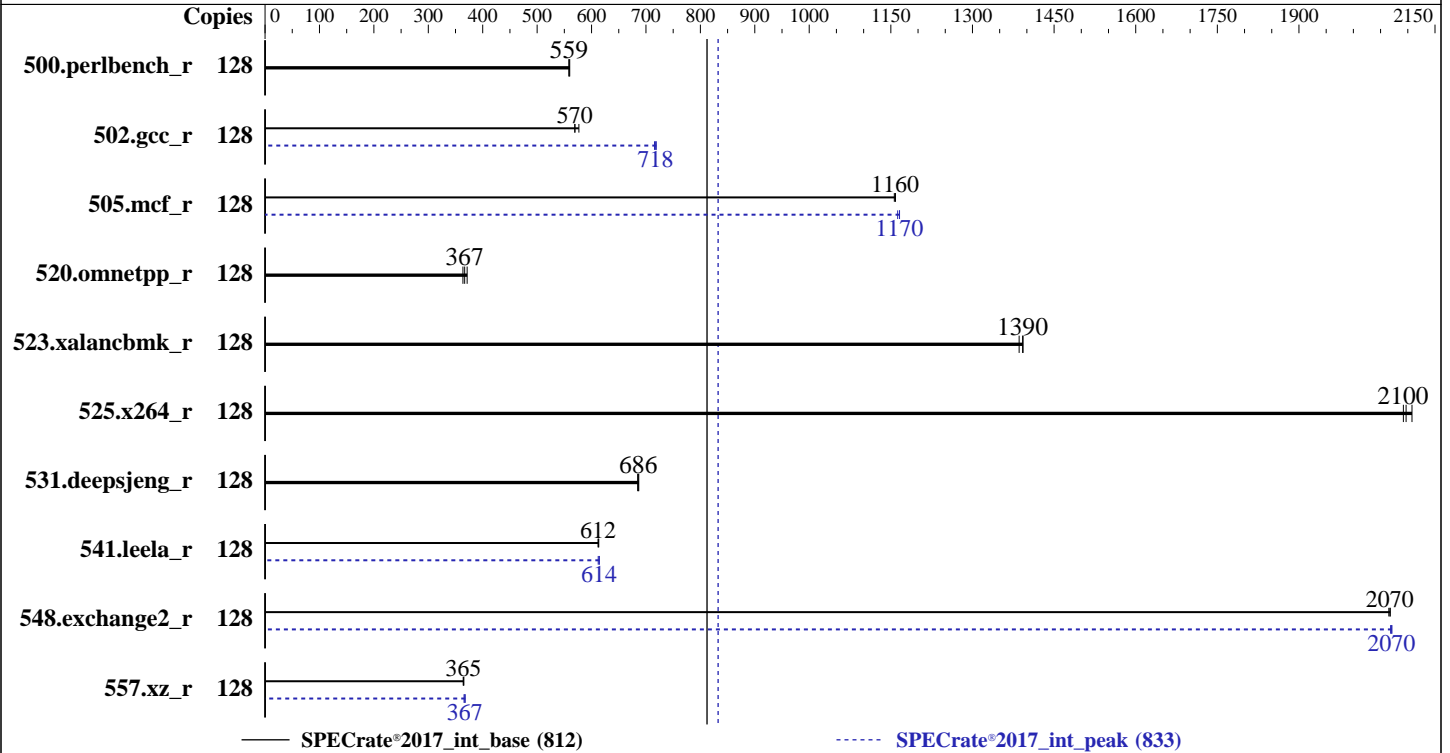 Copies 0 100 200 300 400 500 600 700 800 900 1000 1150 1300 1450 1600 1750 1900 2150
559
500.perlbench_r 128
570
502.gcc_r 128
718
1160
505.mcf_r 128
1170
367
520.omnetpp_r 128
1390
523.xalancbmk_r 128
2100
525.x264_r 128
686
531.deepsjeng_r 128
612
541.leela_r 128
614
2070
548.exchange2_r 128
2070
365
557.xz_r 128
367
SPECrate®2017_int_base (812) SPECrate®2017_int_peak (833)